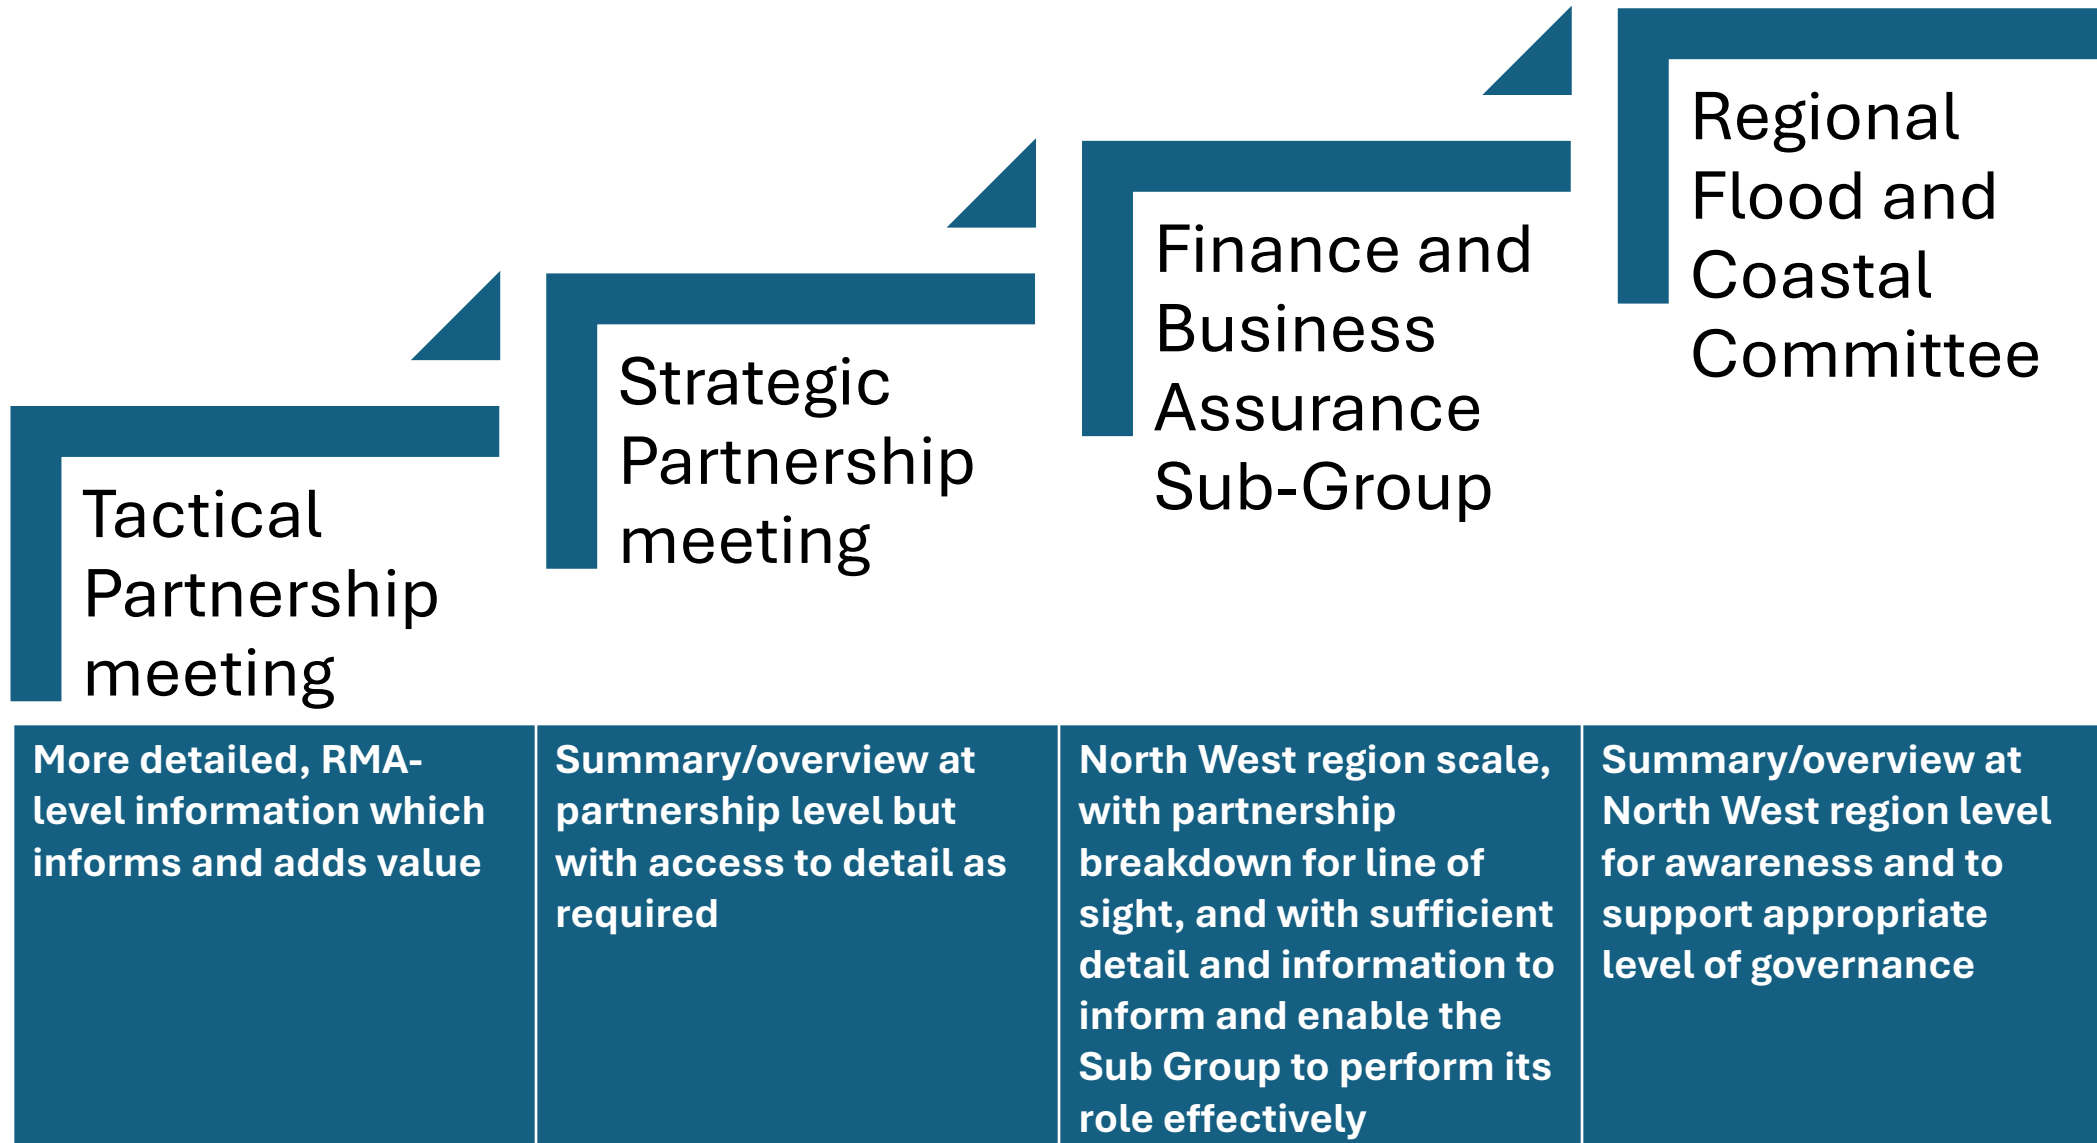 Tactical
Partnership
meeting
Strategic
Partnership
meeting
Finance and
Business
Assurance
Sub-Group
Regional
Flood and
Coastal
Committee
More detailed, RMA-
level information which
informs and adds value
Summary/overview at
partnership level but
with access to detail as
required
North West region scale,
with partnership
breakdown for line of
sight, and with sufficient
detail and information to
inform and enable the
Sub Group to perform its
role effectively
Summary/overview at
North West region level
for awareness and to
support appropriate
level of governance